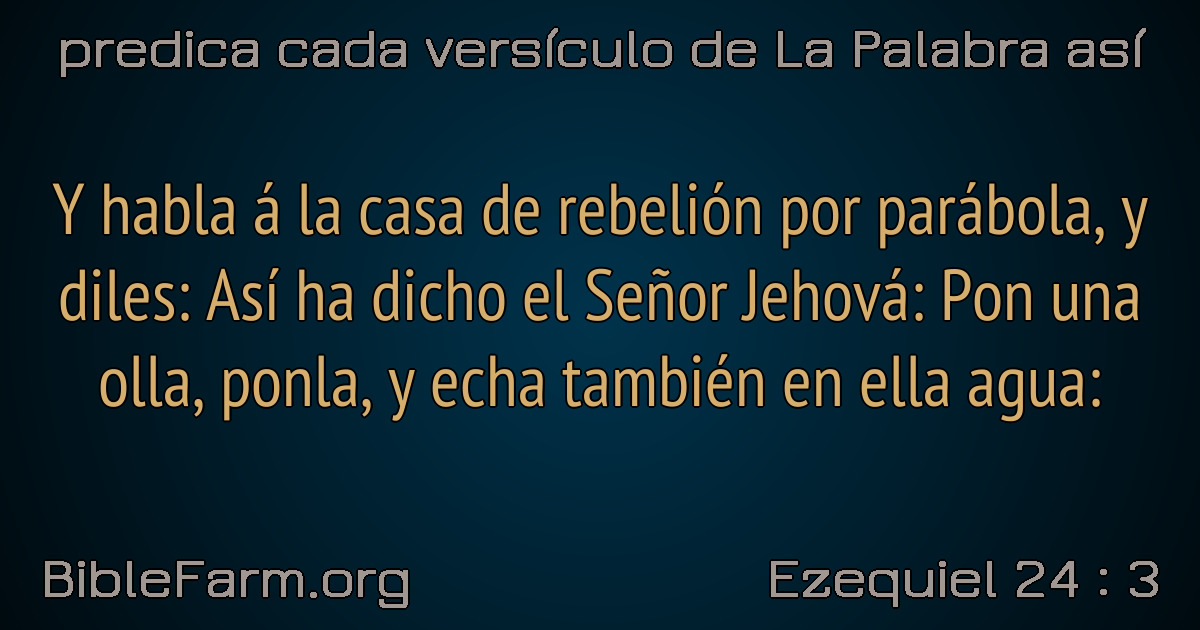 predica cada versículo de La Palabra así
Y habla á la casa de rebelión por parábola, y
diles: Así ha dicho el Señor Jehová: Pon una
olla, ponla, y echa también en ella agua:
BibleFarm.org
Ezequiel 24 : 3